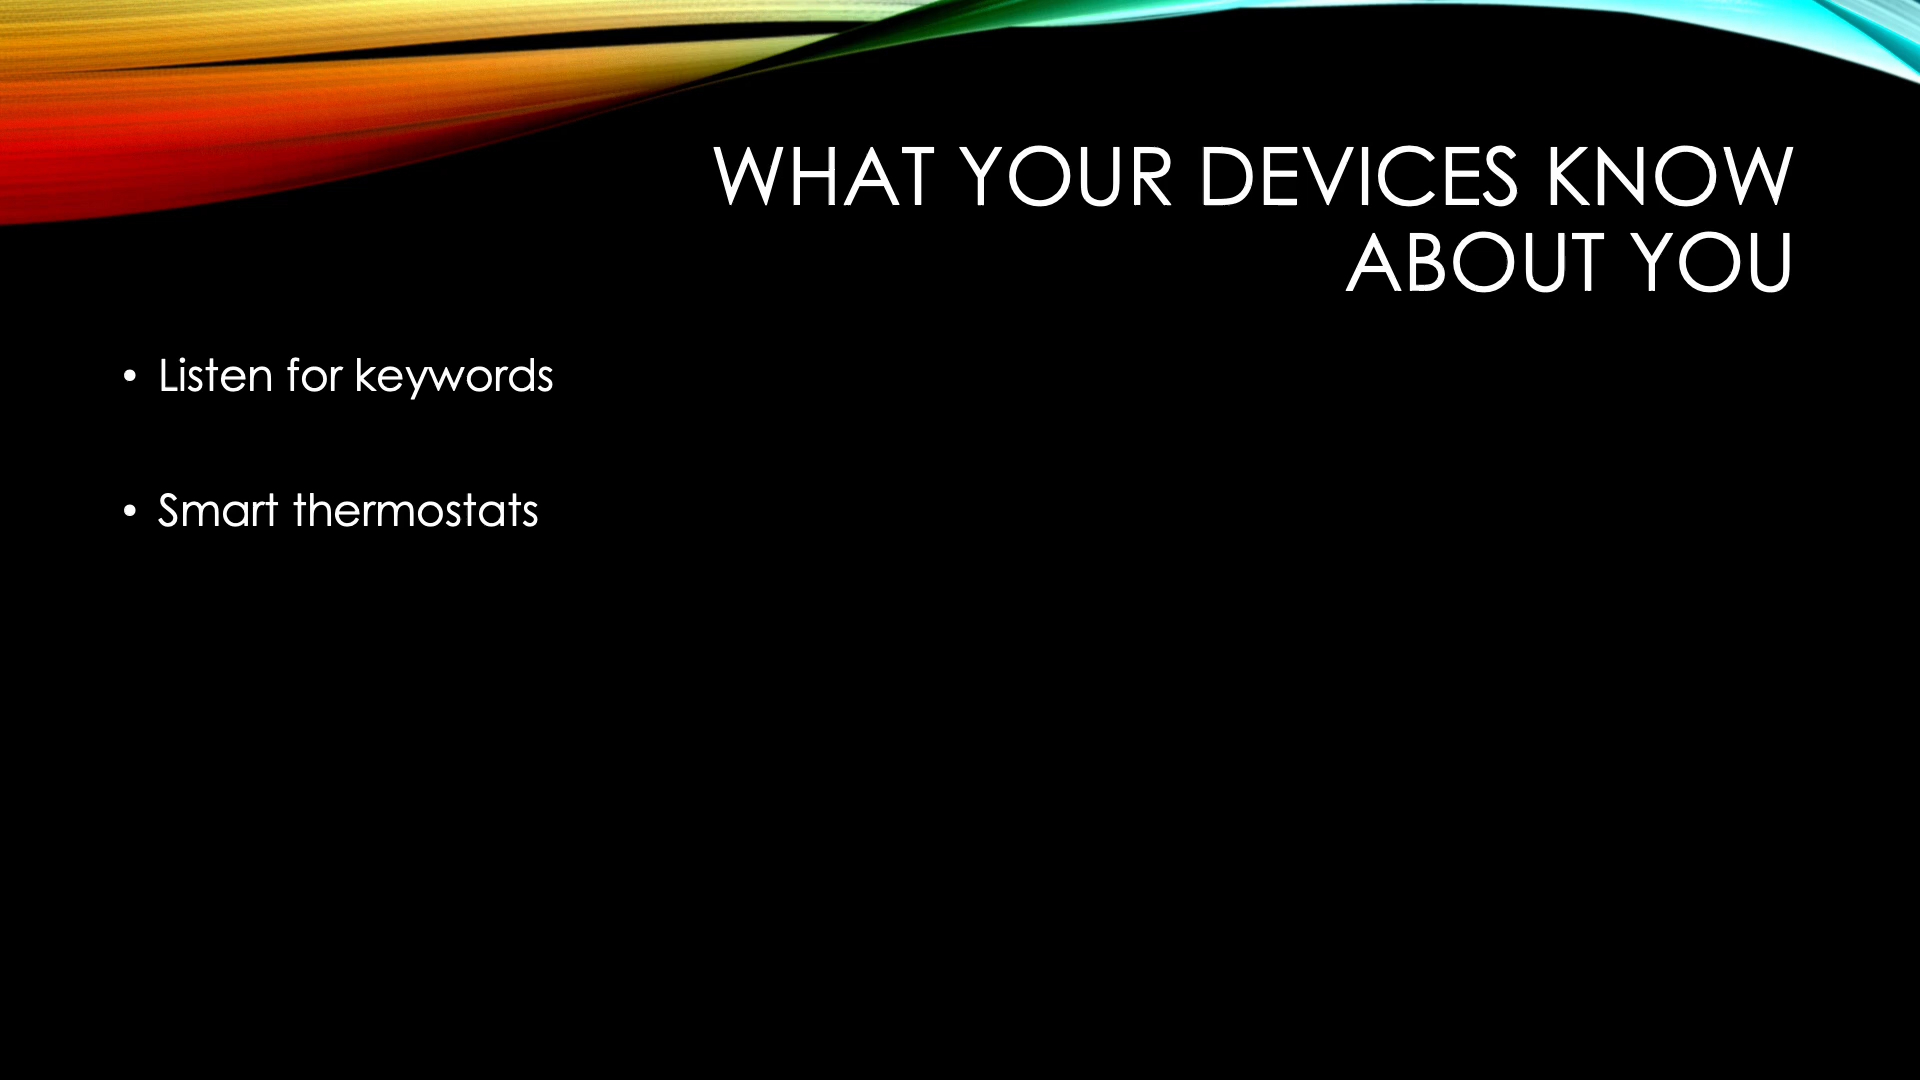 WHAT YOUR DEVICES KNOW
ABOUT YOU
• Listen for keywords
• Smart thermostats